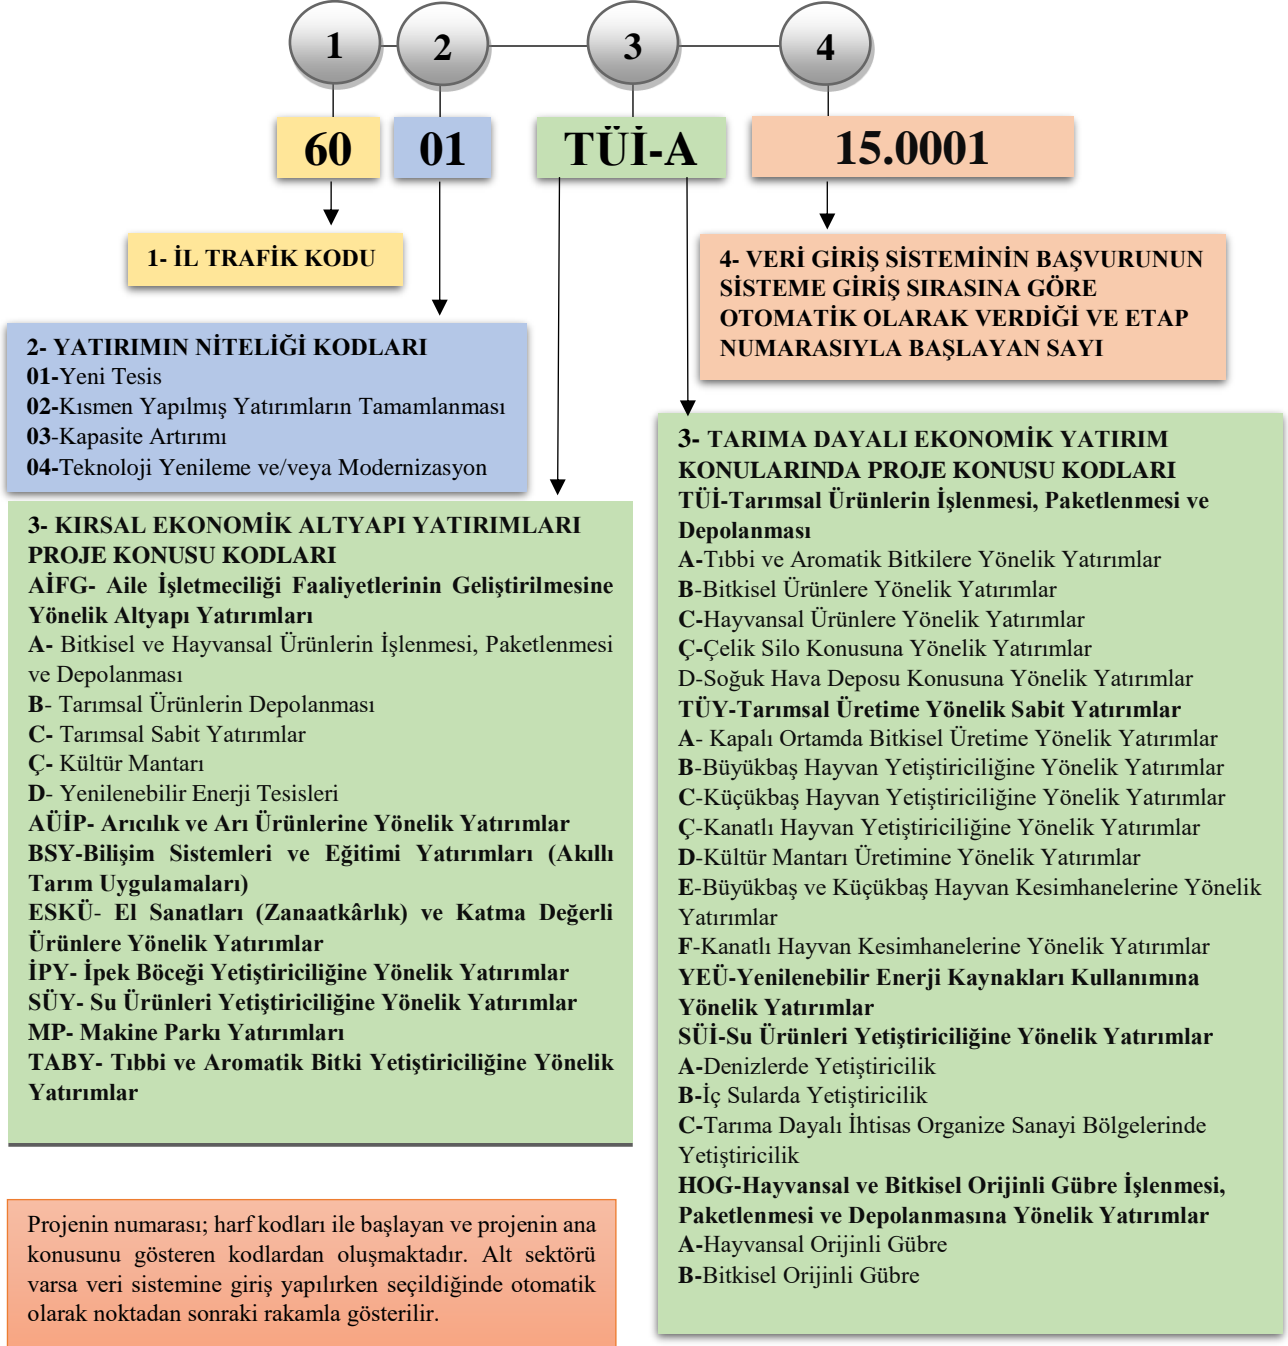 1
2
3
4
60
01
TÜİ-A
15.0001
1- İL TRAFİK KODU
4- VERİ GİRİŞ SİSTEMİNİN BAŞVURUNUN
SİSTEME GİRİŞ SIRASINA GÖRE
OTOMATİK OLARAK VERDİĞİ VE ETAP
NUMARASIYLA BAŞLAYAN SAYI
2- YATIRIMIN NİTELİĞİ KODLARI
01-Yeni Tesis
02-Kısmen Yapılmış Yatırımların Tamamlanması
03-Kapasite Artırımı
04-Teknoloji Yenileme ve/veya Modernizasyon
3- KIRSAL EKONOMİK ALTYAPI YATIRIMLARI
PROJE KONUSU KODLARI
AİFG- Aile İşletmeciliği Faaliyetlerinin Geliştirilmesine
Yönelik Altyapı Yatırımları
A- Bitkisel ve Hayvansal Ürünlerin İşlenmesi, Paketlenmesi
ve Depolanması
B- Tarımsal Ürünlerin Depolanması
C- Tarımsal Sabit Yatırımlar
Ç- Kültür Mantarı
D- Yenilenebilir Enerji Tesisleri
AÜİP- Arıcılık ve Arı Ürünlerine Yönelik Yatırımlar
BSY-Bilişim Sistemleri ve Eğitimi Yatırımları (Akıllı
Tarım Uygulamaları)
ESKÜ- El Sanatları (Zanaatkârlık) ve Katma Değerli
Ürünlere Yönelik Yatırımlar
İPY- İpek Böceği Yetiştiriciliğine Yönelik Yatırımlar
SÜY- Su Ürünleri Yetiştiriciliğine Yönelik Yatırımlar
MP- Makine Parkı Yatırımları
TABY- Tıbbi ve Aromatik Bitki Yetiştiriciliğine Yönelik
Yatırımlar
3- TARIMA DAYALI EKONOMİK YATIRIM
KONULARINDA PROJE KONUSU KODLARI
TÜİ-Tarımsal Ürünlerin İşlenmesi, Paketlenmesi ve
Depolanması
A-Tıbbi ve Aromatik Bitkilere Yönelik Yatırımlar
B-Bitkisel Ürünlere Yönelik Yatırımlar
C-Hayvansal Ürünlere Yönelik Yatırımlar
Ç-Çelik Silo Konusuna Yönelik Yatırımlar
D-Soğuk Hava Deposu Konusuna Yönelik Yatırımlar
TÜY-Tarımsal Üretime Yönelik Sabit Yatırımlar
A- Kapalı Ortamda Bitkisel Üretime Yönelik Yatırımlar
B-Büyükbaş Hayvan Yetiştiriciliğine Yönelik Yatırımlar
C-Küçükbaş Hayvan Yetiştiriciliğine Yönelik Yatırımlar
Ç-Kanatlı Hayvan Yetiştiriciliğine Yönelik Yatırımlar
D-Kültür Mantarı Üretimine Yönelik Yatırımlar
E-Büyükbaş ve Küçükbaş Hayvan Kesimhanelerine Yönelik
Yatırımlar
F-Kanatlı Hayvan Kesimhanelerine Yönelik Yatırımlar
YEÜ-Yenilenebilir Enerji Kaynakları Kullanımına
Yönelik Yatırımlar
SÜİ-Su Ürünleri Yetiştiriciliğine Yönelik Yatırımlar
A-Denizlerde Yetiştiricilik
B-İç Sularda Yetiştiricilik
C-Tarıma Dayalı İhtisas Organize Sanayi Bölgelerinde
Yetiştiricilik
HOG-Hayvansal ve Bitkisel Orijinli Gübre İşlenmesi,
Paketlenmesi ve Depolanmasına Yönelik Yatırımlar
A-Hayvansal Orijinli Gübre
B-Bitkisel Orijinli Gübre
Projenin numarası; harf kodları ile başlayan ve projenin ana
konusunu gösteren kodlardan oluşmaktadır. Alt sektörü
varsa veri sistemine giriş yapılırken seçildiğinde otomatik
olarak noktadan sonraki rakamla gösterilir.